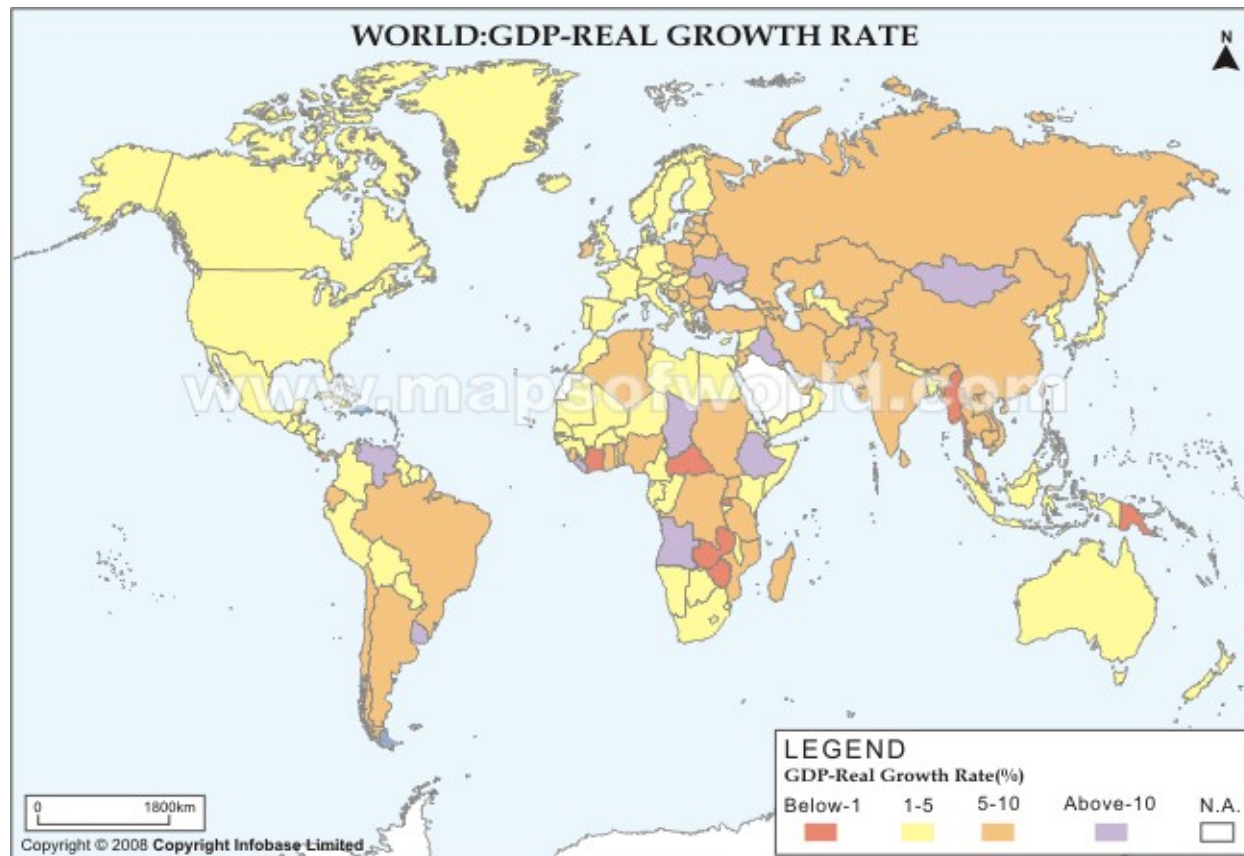 WORLD:GDP-REAL GROWTH RATE
N
www.mapsofworld.com
LEGEND
GDP-Real Growth Rate(%)
Below-1 1-5 5-10 Above-10 N.A.
0 1800km
Copyright © 2008 Copyright Infobase Limited